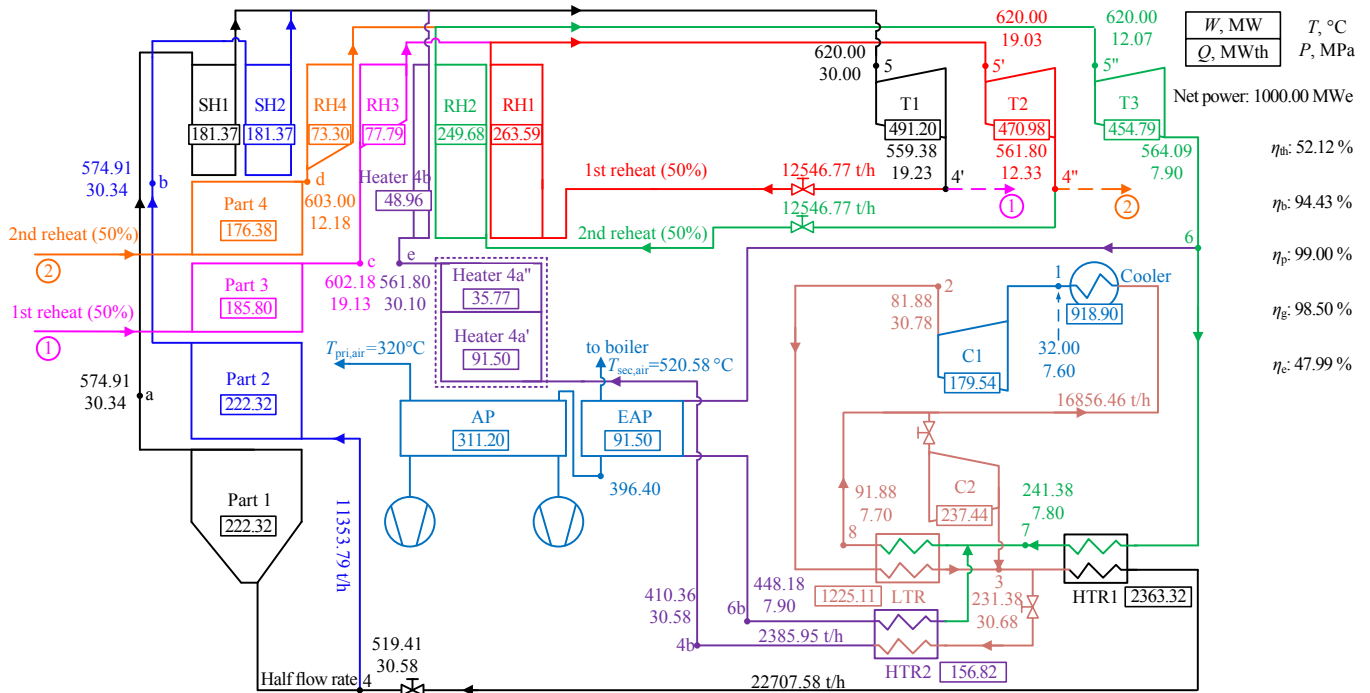 620.00
19.03
620.00
12.07
W, MW
Q, MWth
T, °C
P, MPa
620.00
30.00
5
5'
5"
SH1
181.37
SH2
181.37
RH4
73.30
RH3
77.79
RH2
249.68
RH1
263.59
T1
491.20
T2
470.98
T3
454.79
Net power: 1000.00 MWe
559.38
19.23
561.80
12.33
564.09
7.90
ηth: 52.12 %
574.91
30.34
b
d
Heater 4b
48.96
1st reheat (50%)
12546.77 t/h
4'
4"
①
②
Part 4
176.38
603.00
12.18
12546.77 t/h
ηb: 94.43 %
2nd reheat (50%)
②
2nd reheat (50%)
6
c
e
Part 3
185.80
602.18
19.13
561.80
30.10
Heater 4a"
35.77
2
81.88
30.78
1
Cooler
918.90
ηp: 99.00 %
1st reheat (50%)
①
Heater 4a'
91.50
C1
179.54
32.00
7.60
ηg: 98.50 %
Tpri,air=320°C
to boiler
Tsec,air=520.58 °C
Part 2
222.32
574.91
30.34
a
ηe: 47.99 %
16856.46 t/h
AP
311.20
EAP
91.50
396.40
C2
237.44
Part 1
222.32
11353.79 t/h
91.88
7.70
8
241.38
7.80
7
3
1225.11
LTR
231.38
30.68
HTR1
2363.32
410.36
30.58
448.18
7.90
6b
4b
2385.95 t/h
HTR2
156.82
519.41
30.58
Half flow rate
4
22707.58 t/h